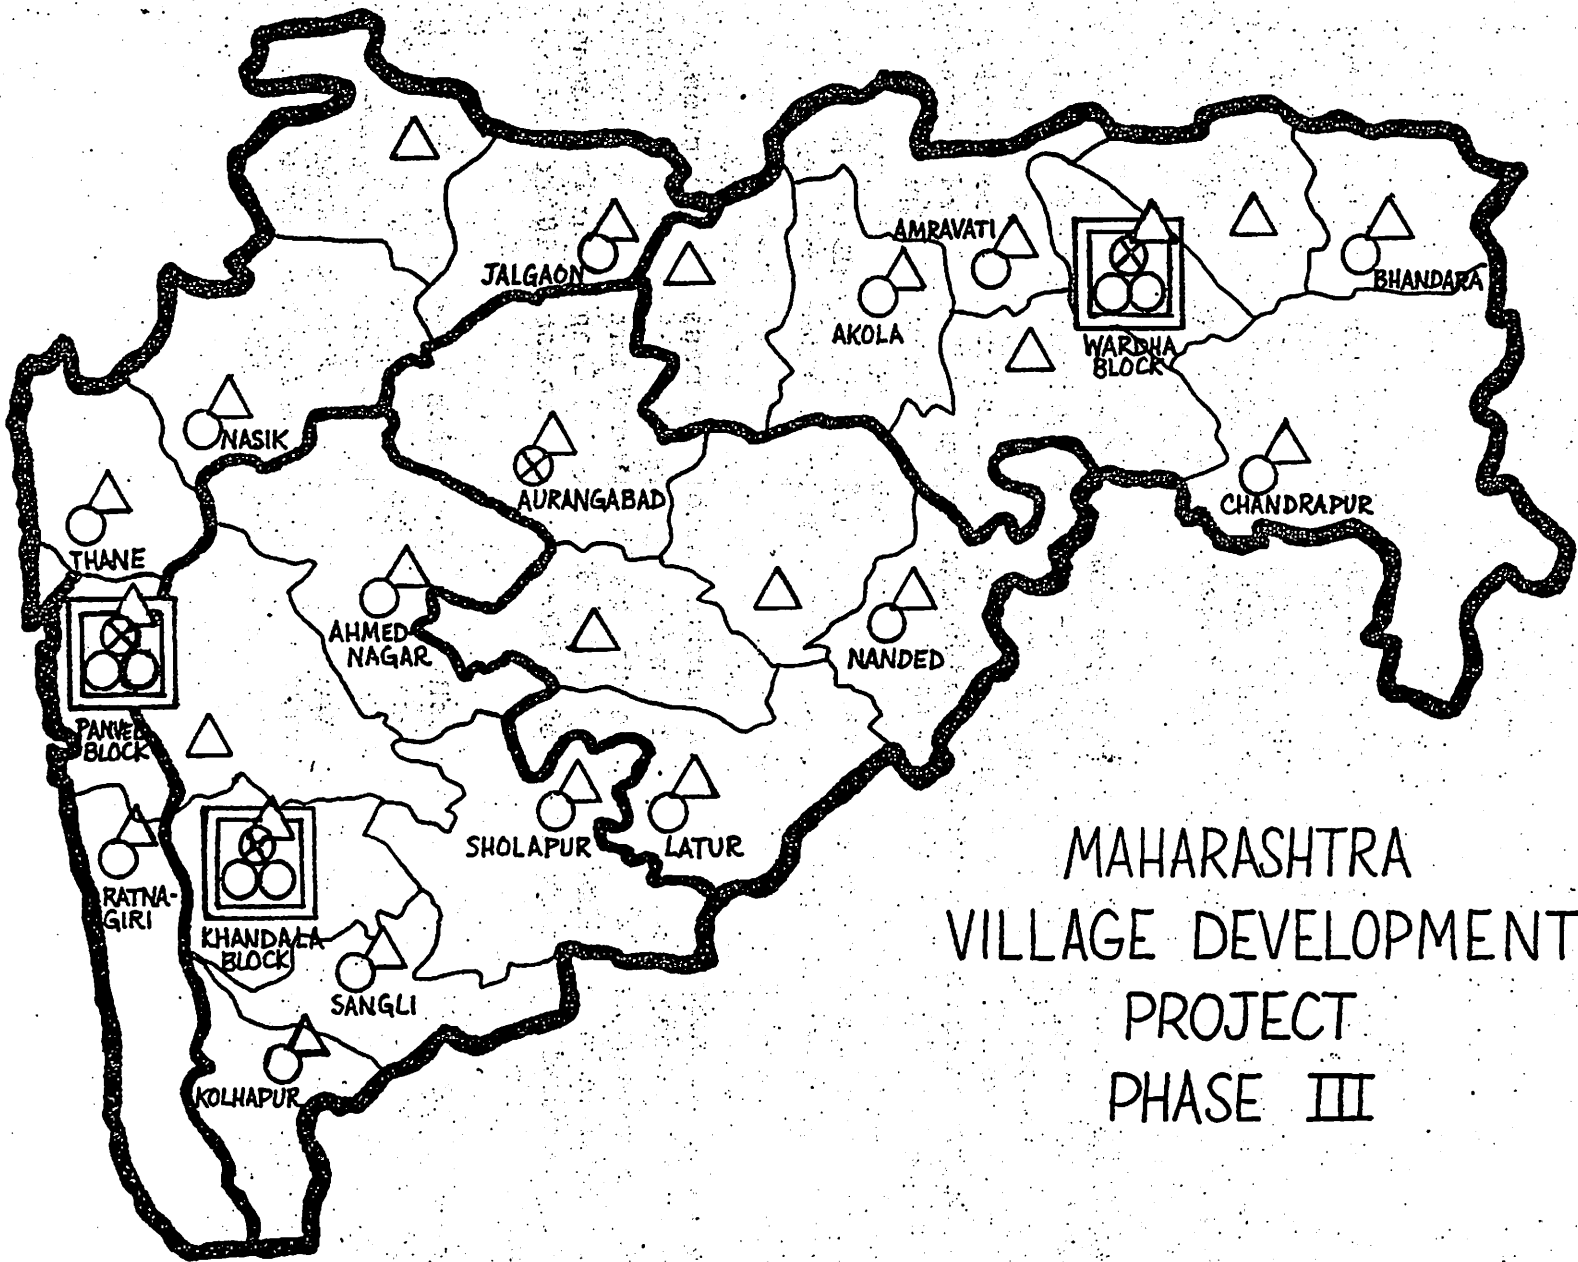 AMRAVATI
JALGAON
BHANDARA
AKOLA
WARDHA
BLOCK
NASIK
AURANGABAD
CHANDRAPUR
THANE
AHMED-
NAGAR
NANDED
PANVEL
BLOCK
SHOLAPUR
LATUR
RATNA-
GIRI
KHANDALA
BLOCK
SANGLI
KOLHAPUR
MAHARASHTRA
VILLAGE DEVELOPMENT
PROJECT
PHASE III